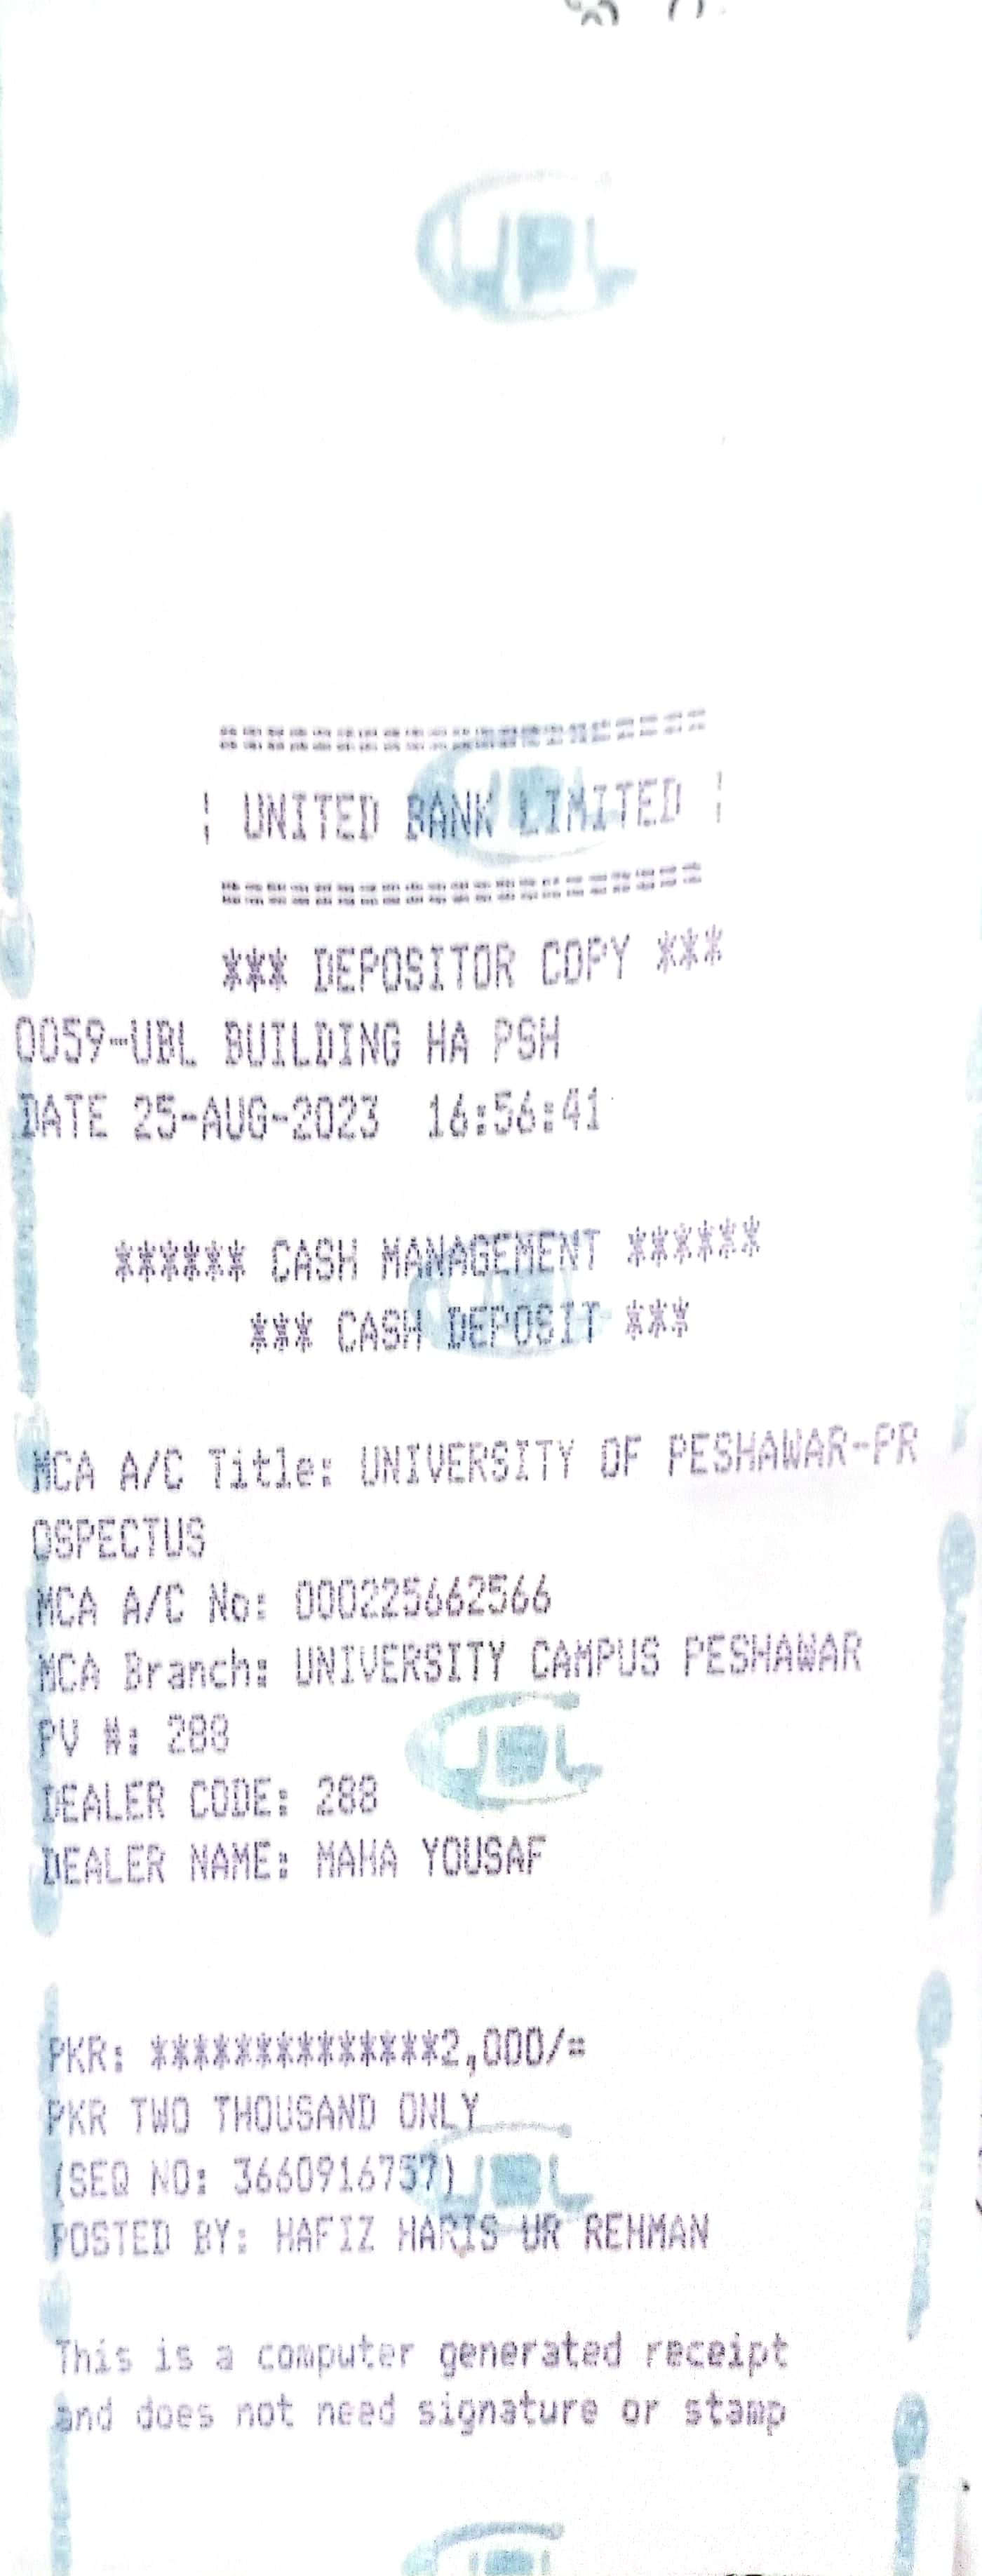 UBL
=====================
| UNITED BANK LIMITED |
=====================
*** DEPOSITOR COPY ***
0059-UBL BUILDING HA PSH
DATE 25-AUG-2023 16:56:41
****** CASH MANAGEMENT ******
*** CASH DEPOSIT ***
MCA A/C Title: UNIVERSITY OF PESHAWAR-PR
OSPECTUS
MCA A/C No: 000225662566
MCA Branch: UNIVERSITY CAMPUS PESHAWAR
PV #: 288
DEALER CODE: 288
DEALER NAME: MAHA YOUSAF
PKR: *************2,000/=
PKR TWO THOUSAND ONLY
(SEQ NO: 3660916757)
POSTED BY: HAFIZ HARIS UR REHMAN
This is a computer generated receipt
and does not need signature or stamp